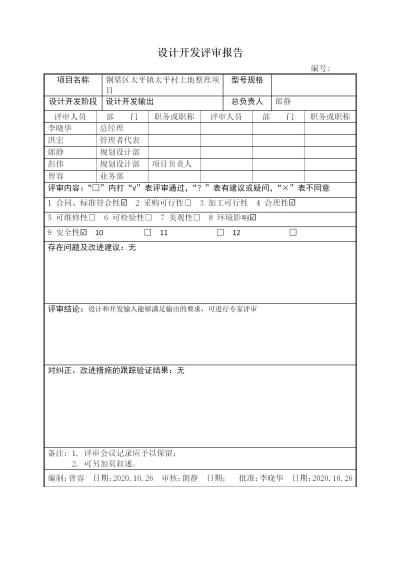 设计开发评审报告
编号:
项目名称 铜梁区太平镇太平村土地整理项目 型号规格
设计开发阶段 设计开发输出 总负责人 郎静
评审人员 部　门 职务或职称 评审人员 部　门 职务或职称
李晓华 总经理
洪宏 管理者代表
郎静 规划设计部
彭伟 规划设计部 项目负责人
曾容 业务部
评审内容：“□”内打“√”表评审通过，“？”表有建议或疑问，“×”表不同意
1 合同、标准符合性☑ 2 采购可行性□ 3 加工可行性 4 合理性☑
5 可维修性□ 6 可检验性□ 7 美观性□ 8 环境影响☑
9 安全性☑ 10 □ 11 □ 12 □
存在问题及改进建议：无
评审结论：设计和开发输入能够满足输出的要求，可进行专家评审
对纠正、改进措施的跟踪验证结果：无
备注：1. 评审会议记录应予以保留；
2. 可另加页叙述。
编制：曾容 日期：2020.10.26 审核：朗静 日期： 批准：李晓华 日期：2020.10.26